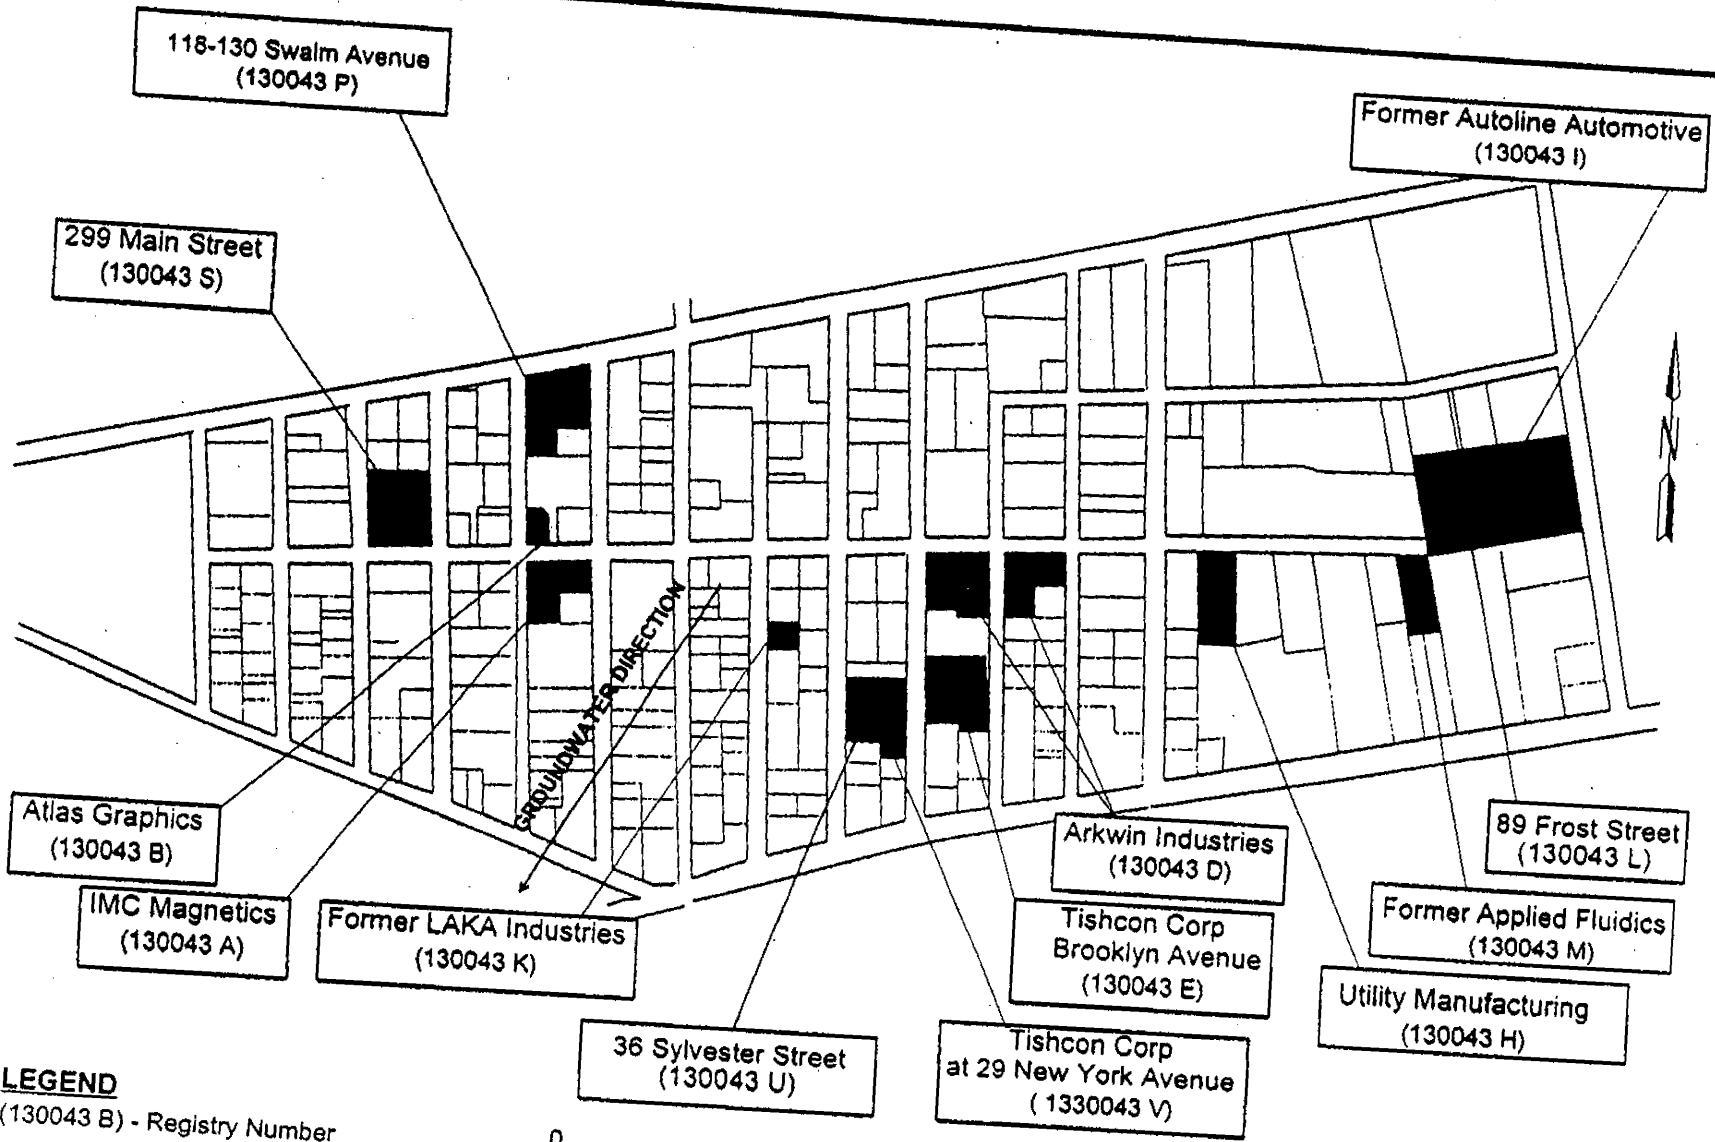 118-130 Swalm Avenue
(130043 P)
Former Autoline Automotive
(130043 I)
299 Main Street
(130043 S)
N
GROUNDWATER DIRECTION
Atlas Graphics
(130043 B)
IMC Magnetics
(130043 A)
Former LAKA Industries
(130043 K)
36 Sylvester Street
(130043 U)
Tishcon Corp
at 29 New York Avenue
( 1330043 V)
Tishcon Corp
Brooklyn Avenue
(130043 E)
Arkwin Industries
(130043 D)
Utility Manufacturing
(130043 H)
Former Applied Fluidics
(130043 M)
89 Frost Street
(130043 L)
LEGEND
(130043 B) - Registry Number
0